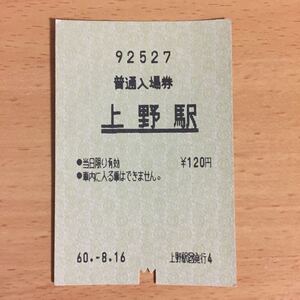 92527
普通入場券
上野駅
●当日限り有効 ¥120円
●車内に入る事はできません。
60.-8.16 上野駅発行4